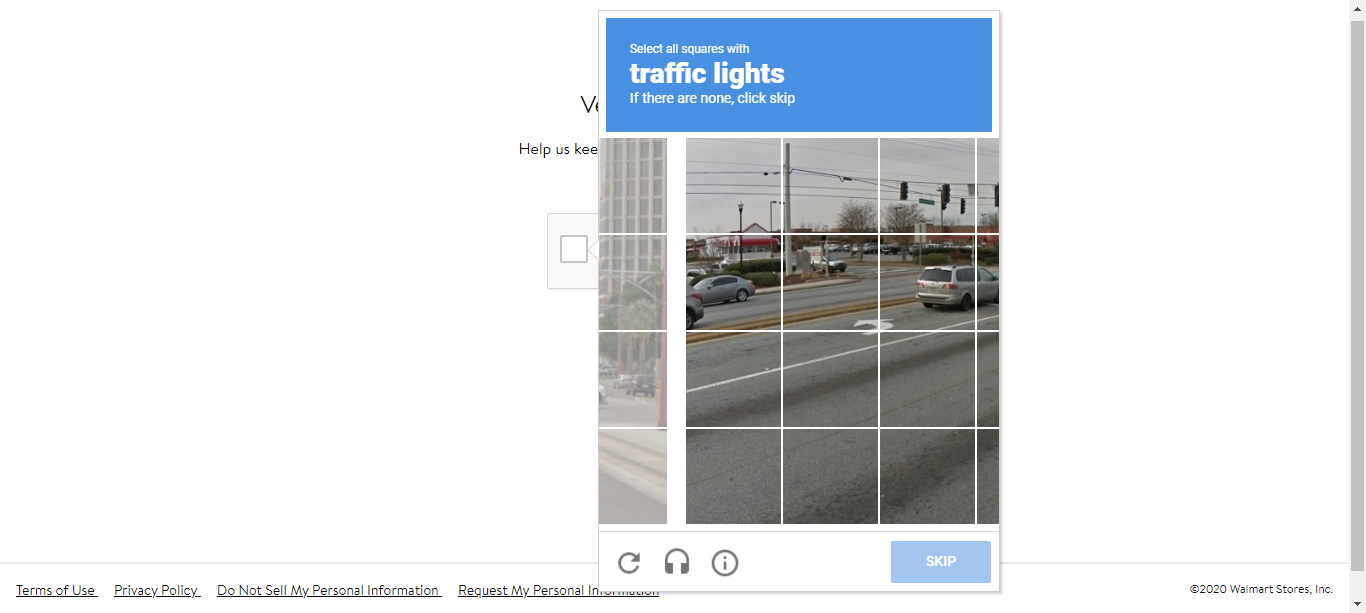 Select all squares with
traffic lights
If there are none, click skip
Ve
Help us kee
SKIP
Terms of Use
Privacy Policy
Do Not Sell My Personal Information
Request My Personal Information
©2020 Walmart Stores, Inc.